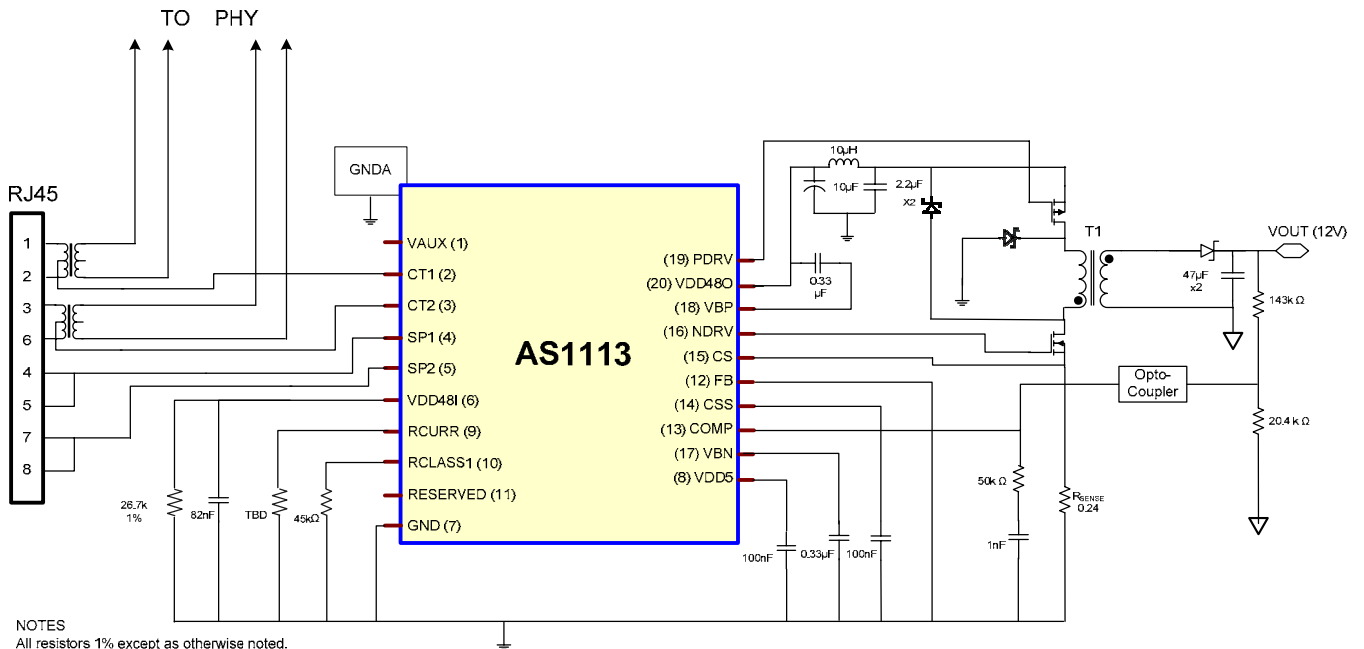 TO PHY
RJ45
1
2
3
6
4
5
7
8
GNDA
AS1113
VAUX (1)
CT1 (2)
CT2 (3)
SP1 (4)
SP2 (5)
VDD48I (6)
RCURR (9)
RCLASS1 (10)
RESERVED (11)
GND (7)
(19) PDRV
(20) VDD48O
(18) VBP
(16) NDRV
(15) CS
(12) FB
(14) CSS
(13) COMP
(17) VBN
(8) VDD5
26.7k
1%
82nF
TBD
45kΩ
10µH
10µF
2.2µF
X2
0.33
µF
T1
VOUT (12V)
47µF
x2
143k Ω
Opto-
Coupler
20.4 k Ω
50k Ω
RSENSE
0.24
1nF
100nF
0.33µF
100nF
NOTES
All resistors 1% except as otherwise noted.